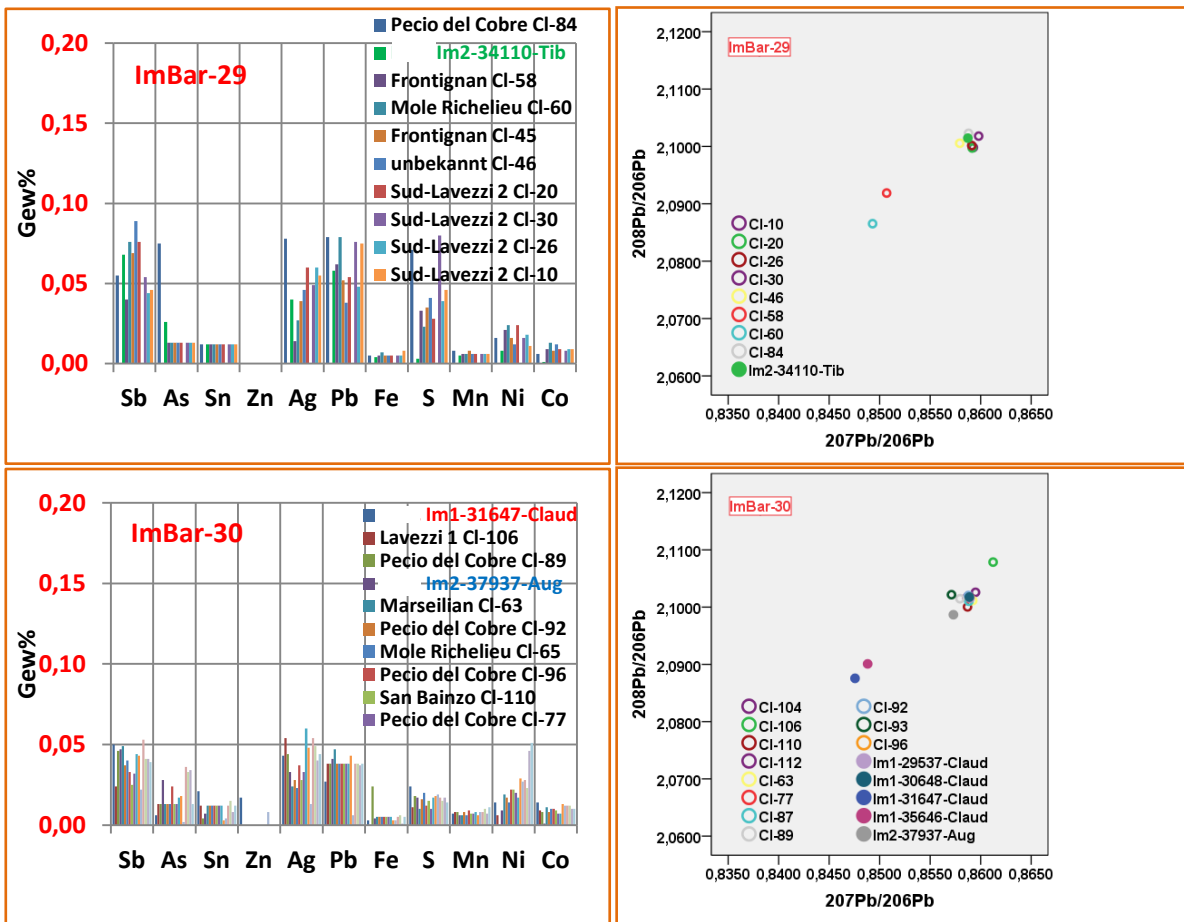 0,20
0,15
0,10
0,05
0,00
Gew%
ImBar-29
Pecio del Cobre Cl-84
Im2-34110-Tib
Frontignan Cl-58
Mole Richelieu Cl-60
Frontignan Cl-45
unbekannt Cl-46
Sud-Lavezzi 2 Cl-20
Sud-Lavezzi 2 Cl-30
Sud-Lavezzi 2 Cl-26
Sud-Lavezzi 2 Cl-10
Sb As Sn Zn Ag Pb Fe S Mn Ni Co
ImBar-29
2,1200
2,1100
2,1000
2,0900
2,0800
2,0700
2,0600
208Pb/206Pb
Cl-10
Cl-20
Cl-26
Cl-30
Cl-46
Cl-58
Cl-60
Cl-84
Im2-34110-Tib
0,8350 0,8400 0,8450 0,8500 0,8550 0,8600 0,8650
207Pb/206Pb
0,20
0,15
0,10
0,05
0,00
Gew%
ImBar-30
Im1-31647-Claud
Lavezzi 1 Cl-106
Pecio del Cobre Cl-89
Im2-37937-Aug
Marseilian Cl-63
Pecio del Cobre Cl-92
Mole Richelieu Cl-65
Pecio del Cobre Cl-96
San Bainzo Cl-110
Pecio del Cobre Cl-77
Sb As Sn Zn Ag Pb Fe S Mn Ni Co
ImBar-30
2,1200
2,1100
2,1000
2,0900
2,0800
2,0700
2,0600
208Pb/206Pb
Cl-104
Cl-106
Cl-110
Cl-112
Cl-63
Cl-77
Cl-87
Cl-89
Cl-92
Cl-93
Cl-96
Im1-29537-Claud
Im1-30648-Claud
Im1-31647-Claud
Im1-35646-Claud
Im2-37937-Aug
0,8350 0,8400 0,8450 0,8500 0,8550 0,8600 0,8650
207Pb/206Pb